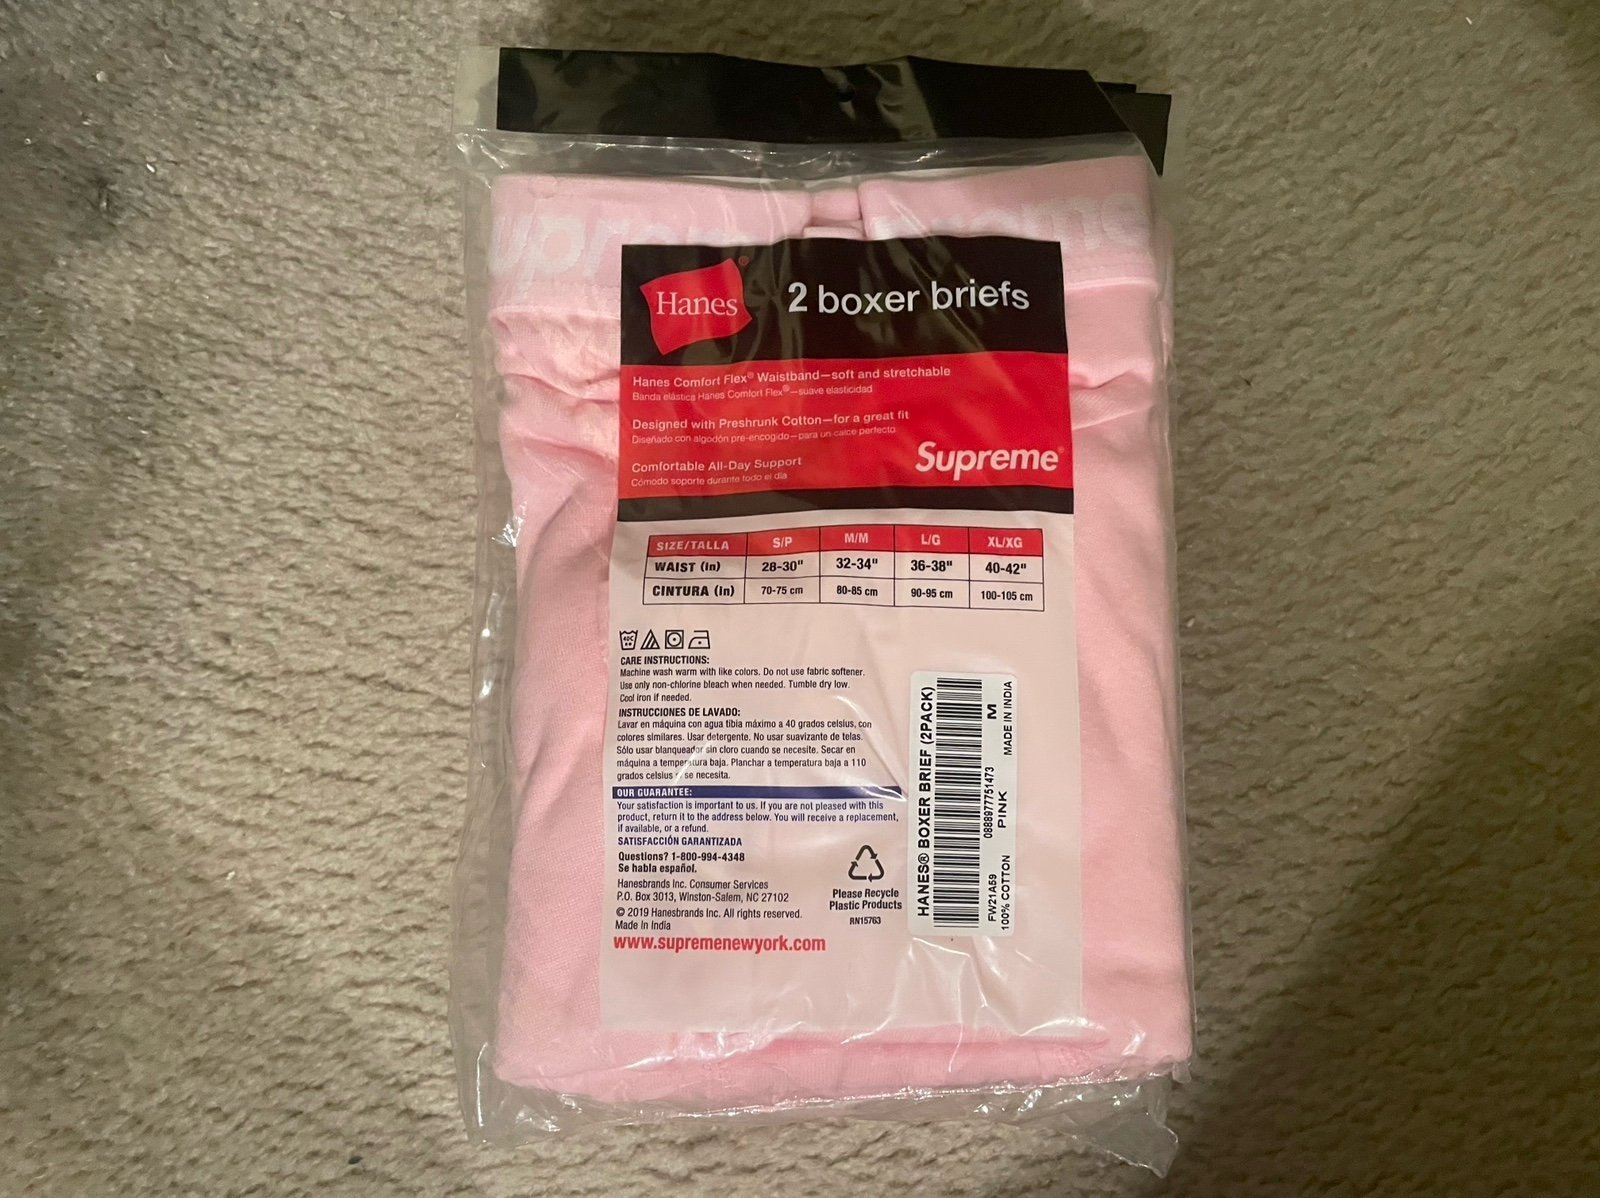 Supreme
Hanes®
2 boxer briefs
Hanes Comfort Flex® Waistband—soft and stretchable
Banda elástica Hanes Comfort Flex®—suave elasticidad
Designed with Preshrunk Cotton—for a great fit
Diseñado con algodón pre-encogido—para un calce perfecto
Comfortable All-Day Support
Cómodo soporte durante todo el día
Supreme®
SIZE/TALLA S/P M/M L/G XL/XG
WAIST (in) 28-30" 32-34" 36-38" 40-42"
CINTURA (in) 70-75 cm 80-85 cm 90-95 cm 100-105 cm
CARE INSTRUCTIONS:
Machine wash warm with like colors. Do not use fabric softener.
Use only non-chlorine bleach when needed. Tumble dry low.
Cool iron if needed.
INSTRUCCIONES DE LAVADO:
Lavar en máquina con agua tibia máximo a 40 grados celsius, con
colores similares. Usar detergente. No usar suavizante de telas.
Sólo usar blanqueador sin cloro cuando se necesite. Secar en
máquina a temperatura baja. Planchar a temperatura baja a 110
grados celsius si se necesita.
OUR GUARANTEE:
Your satisfaction is important to us. If you are not pleased with this
product, return it to the address below. You will receive a replacement,
if available, or a refund.
SATISFACCIÓN GARANTIZADA
Questions? 1-800-994-4348
Se habla español.
Hanesbrands Inc. Consumer Services
P.O. Box 3013, Winston-Salem, NC 27102
© 2019 Hanesbrands Inc. All rights reserved.
Made in India
www.supremenewyork.com
Please Recycle
Plastic Products
RN15763
HANES® BOXER BRIEF (2PACK)
FW21A59 0888977751473 M
100% COTTON PINK MADE IN INDIA